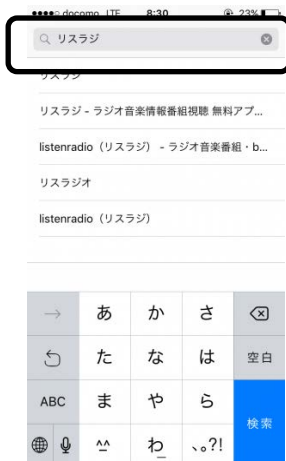 docomo LTE 8:30 23%
リスラジ
リスラジ
リスラジ - ラジオ音楽情報番組視聴 無料アプ...
listenradio（リスラジ） - ラジオ音楽番組・b...
リスラジオ
listenradio（リスラジ）
→ あ か さ
た な は 空白
ABC ま や ら
^^ わ 、。?! 検索